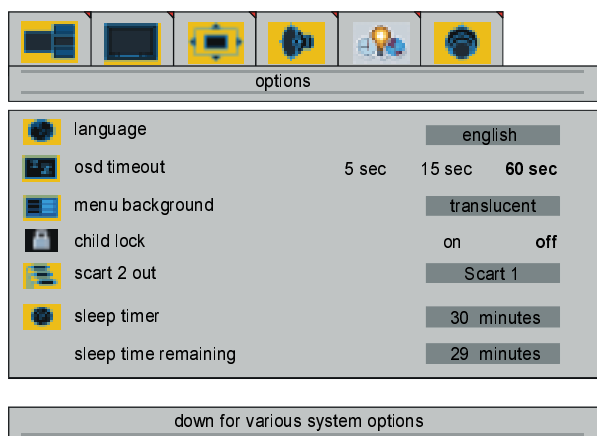 options
language english
osd timeout 5 sec 15 sec 60 sec
menu background translucent
child lock on off
scart 2 out Scart 1
sleep timer 30 minutes
sleep time remaining 29 minutes
down for various system options